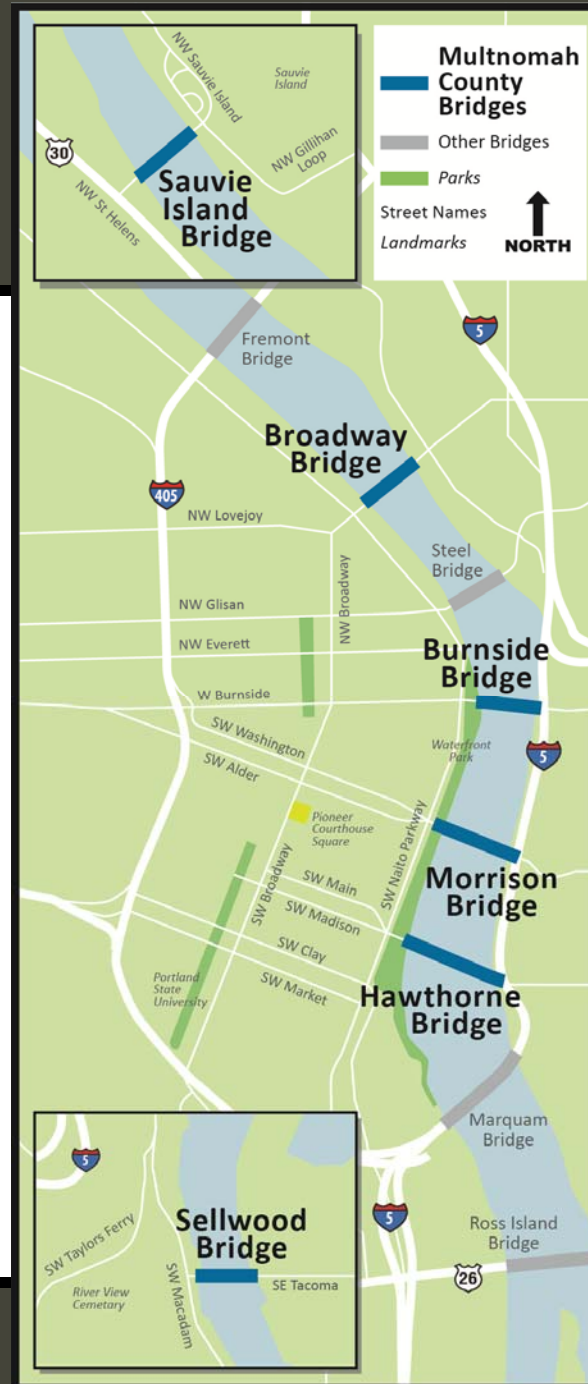 NW Sauvie Island
Sauvie
Island
30
NW Gillihan
Loop
NW St Helens
Sauvie
Island
Bridge
Multnomah
County
Bridges
Other Bridges
Parks
Street Names
Landmarks
NORTH
Fremont
Bridge
5
Broadway
Bridge
405
NW Lovejoy
Steel
Bridge
NW Broadway
NW Glisan
NW Everett
Burnside
Bridge
W Burnside
SW Washington
Waterfront
Park
5
SW Alder
Pioneer
Courthouse
Square
SW Naito Parkway
SW Broadway
Morrison
Bridge
SW Main
SW Madison
SW Clay
SW Market
Portland
State
University
Hawthorne
Bridge
Marquam
Bridge
5
Sellwood
Bridge
SW Taylors Ferry
River View
Cemetery
SW Macadam
SE Tacoma
5
Ross Island
Bridge
26